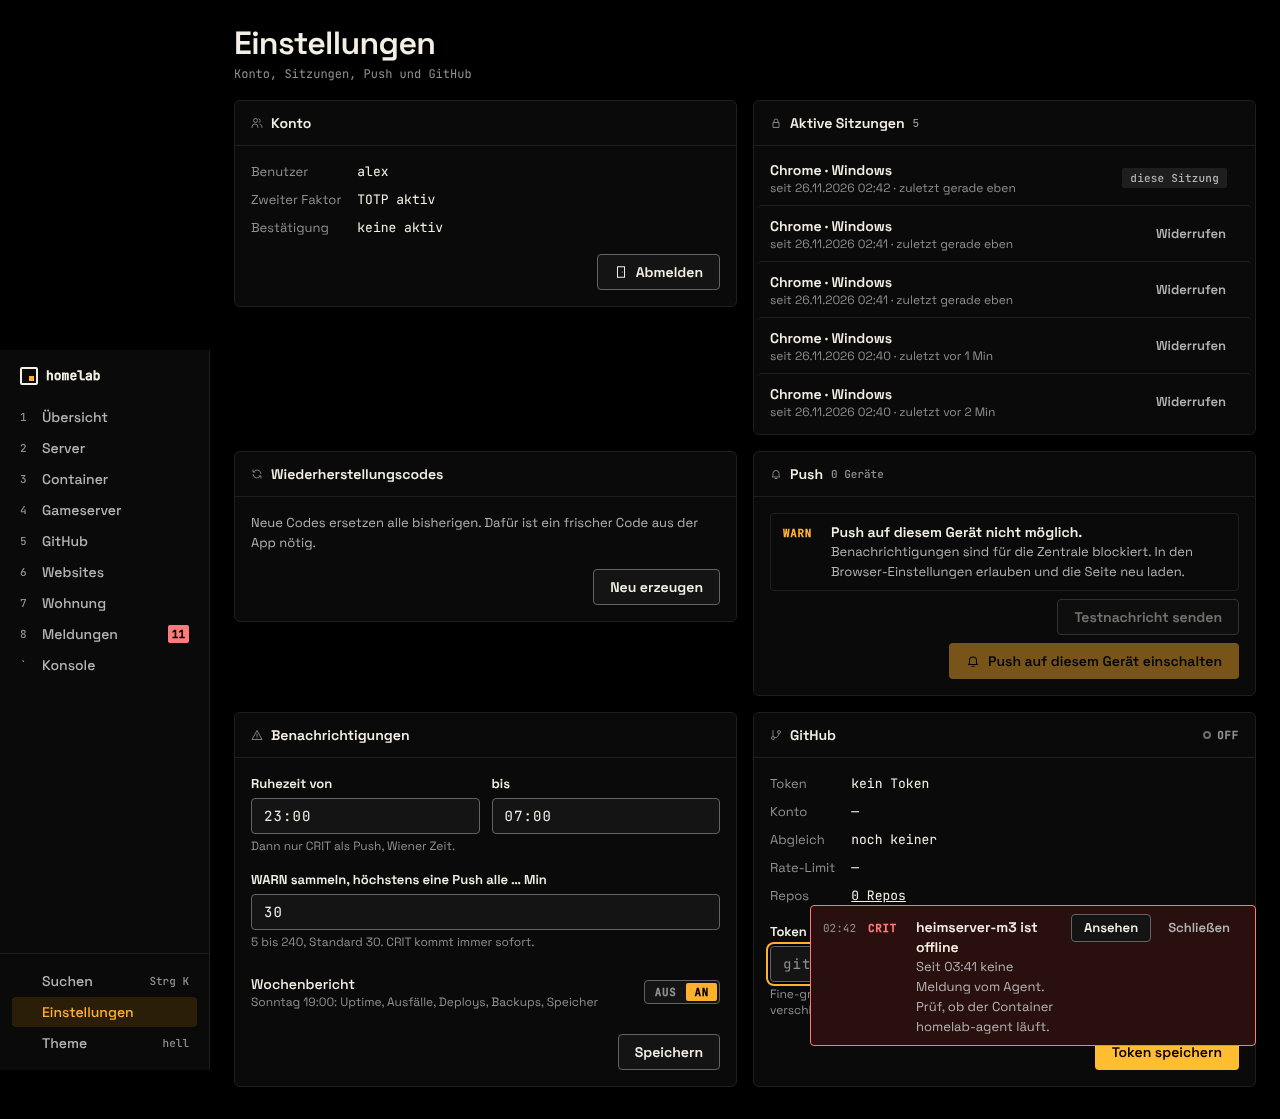 Einstellungen
Konto, Sitzungen, Push und GitHub
Konto
Benutzer alex
Zweiter Faktor TOTP aktiv
Bestätigung keine aktiv
Abmelden
Aktive Sitzungen 5
Chrome · Windows
seit 26.11.2026 02:42 · zuletzt gerade eben
diese Sitzung
Chrome · Windows
seit 26.11.2026 02:41 · zuletzt gerade eben
Widerrufen
Chrome · Windows
seit 26.11.2026 02:41 · zuletzt gerade eben
Widerrufen
Chrome · Windows
seit 26.11.2026 02:40 · zuletzt vor 1 Min
Widerrufen
Chrome · Windows
seit 26.11.2026 02:40 · zuletzt vor 2 Min
Widerrufen
homelab
1 Übersicht
2 Server
3 Container
4 Gameserver
5 GitHub
6 Websites
7 Wohnung
8 Meldungen 11
` Konsole
Suchen Strg K
Einstellungen
Theme hell
Wiederherstellungscodes
Neue Codes ersetzen alle bisherigen. Dafür ist ein frischer Code aus der
App nötig.
Neu erzeugen
Push 0 Geräte
WARN Push auf diesem Gerät nicht möglich.
Benachrichtigungen sind für die Zentrale blockiert. In den
Browser-Einstellungen erlauben und die Seite neu laden.
Testnachricht senden
Push auf diesem Gerät einschalten
Benachrichtigungen
Ruhezeit von bis
23:00 07:00
Dann nur CRIT als Push, Wiener Zeit.
WARN sammeln, höchstens eine Push alle … Min
30
5 bis 240, Standard 30. CRIT kommt immer sofort.
Wochenbericht
Sonntag 19:00: Uptime, Ausfälle, Deploys, Backups, Speicher
AUS AN
Speichern
GitHub OFF
Token kein Token
Konto —
Abgleich noch keiner
Rate-Limit —
Repos 0 Repos
Token
git
Fine-gr
verschl
02:42 CRIT heimserver-m3 ist
offline
Seit 03:41 keine
Meldung vom Agent.
Prüf, ob der Container
homelab-agent läuft.
Ansehen Schließen
Token speichern